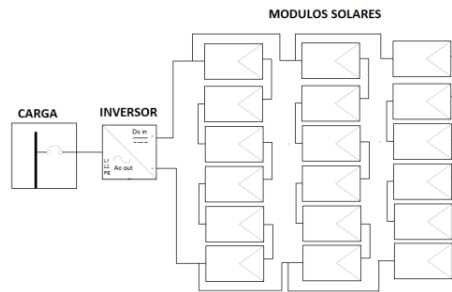 MODULOS SOLARES
CARGA
INVERSOR
Dc in
L1
L2
PE
Ac out